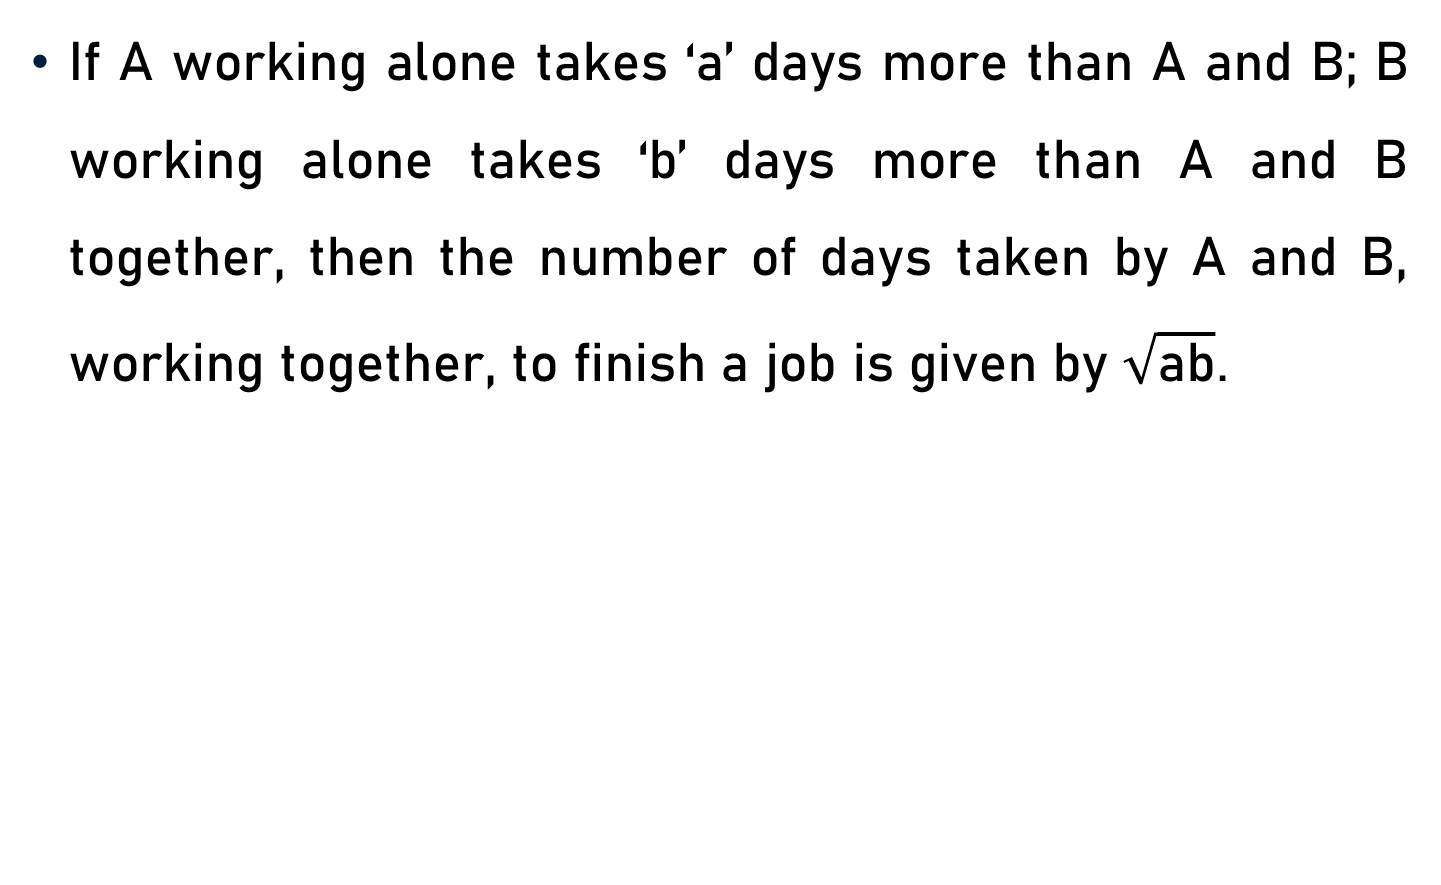 • If A working alone takes ‘a’ days more than A and B; B
working alone takes ‘b’ days more than A and B
together, then the number of days taken by A and B,
working together, to finish a job is given by √ab.